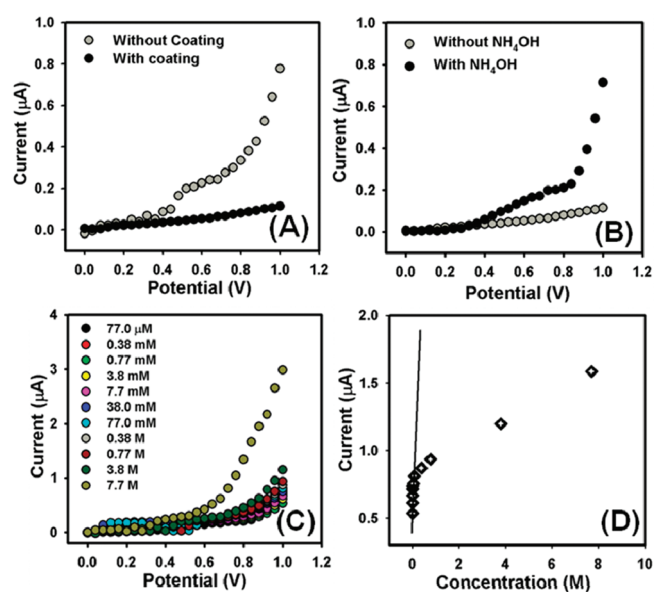 1.0
0.8
0.6
0.4
0.2
0.0
Current (μA)
Without Coating
With coating
(A)
0.0 0.2 0.4 0.6 0.8 1.0 1.2
Potential (V)
1.0
0.8
0.6
0.4
0.2
0.0
Current (μA)
Without NH₄OH
With NH₄OH
(B)
0.0 0.2 0.4 0.6 0.8 1.0 1.2
Potential (V)
4
3
2
1
0
Current (μA)
77.0 μM
0.38 mM
0.77 mM
3.8 mM
7.7 mM
38.0 mM
77.0 mM
0.38 M
0.77 M
3.8 M
7.7 M
(C)
0.0 0.2 0.4 0.6 0.8 1.0 1.2
Potential (V)
2.0
1.5
1.0
0.5
Current (μA)
(D)
0 2 4 6 8 10
Concentration (M)